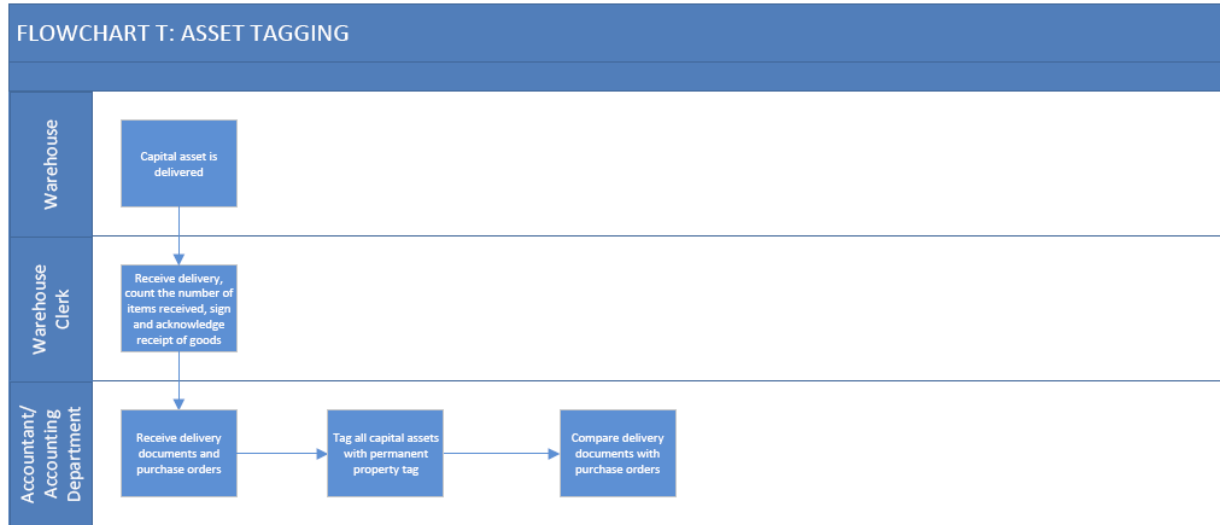 FLOWCHART T: ASSET TAGGING
Warehouse
Capital asset is
delivered
Warehouse
Clerk
Receive delivery,
count the number of
items received, sign
and acknowledge
receipt of goods
Accountant/
Accounting
Department
Receive delivery
documents and
purchase orders
Tag all capital assets
with permanent
property tag
Compare delivery
documents with
purchase orders